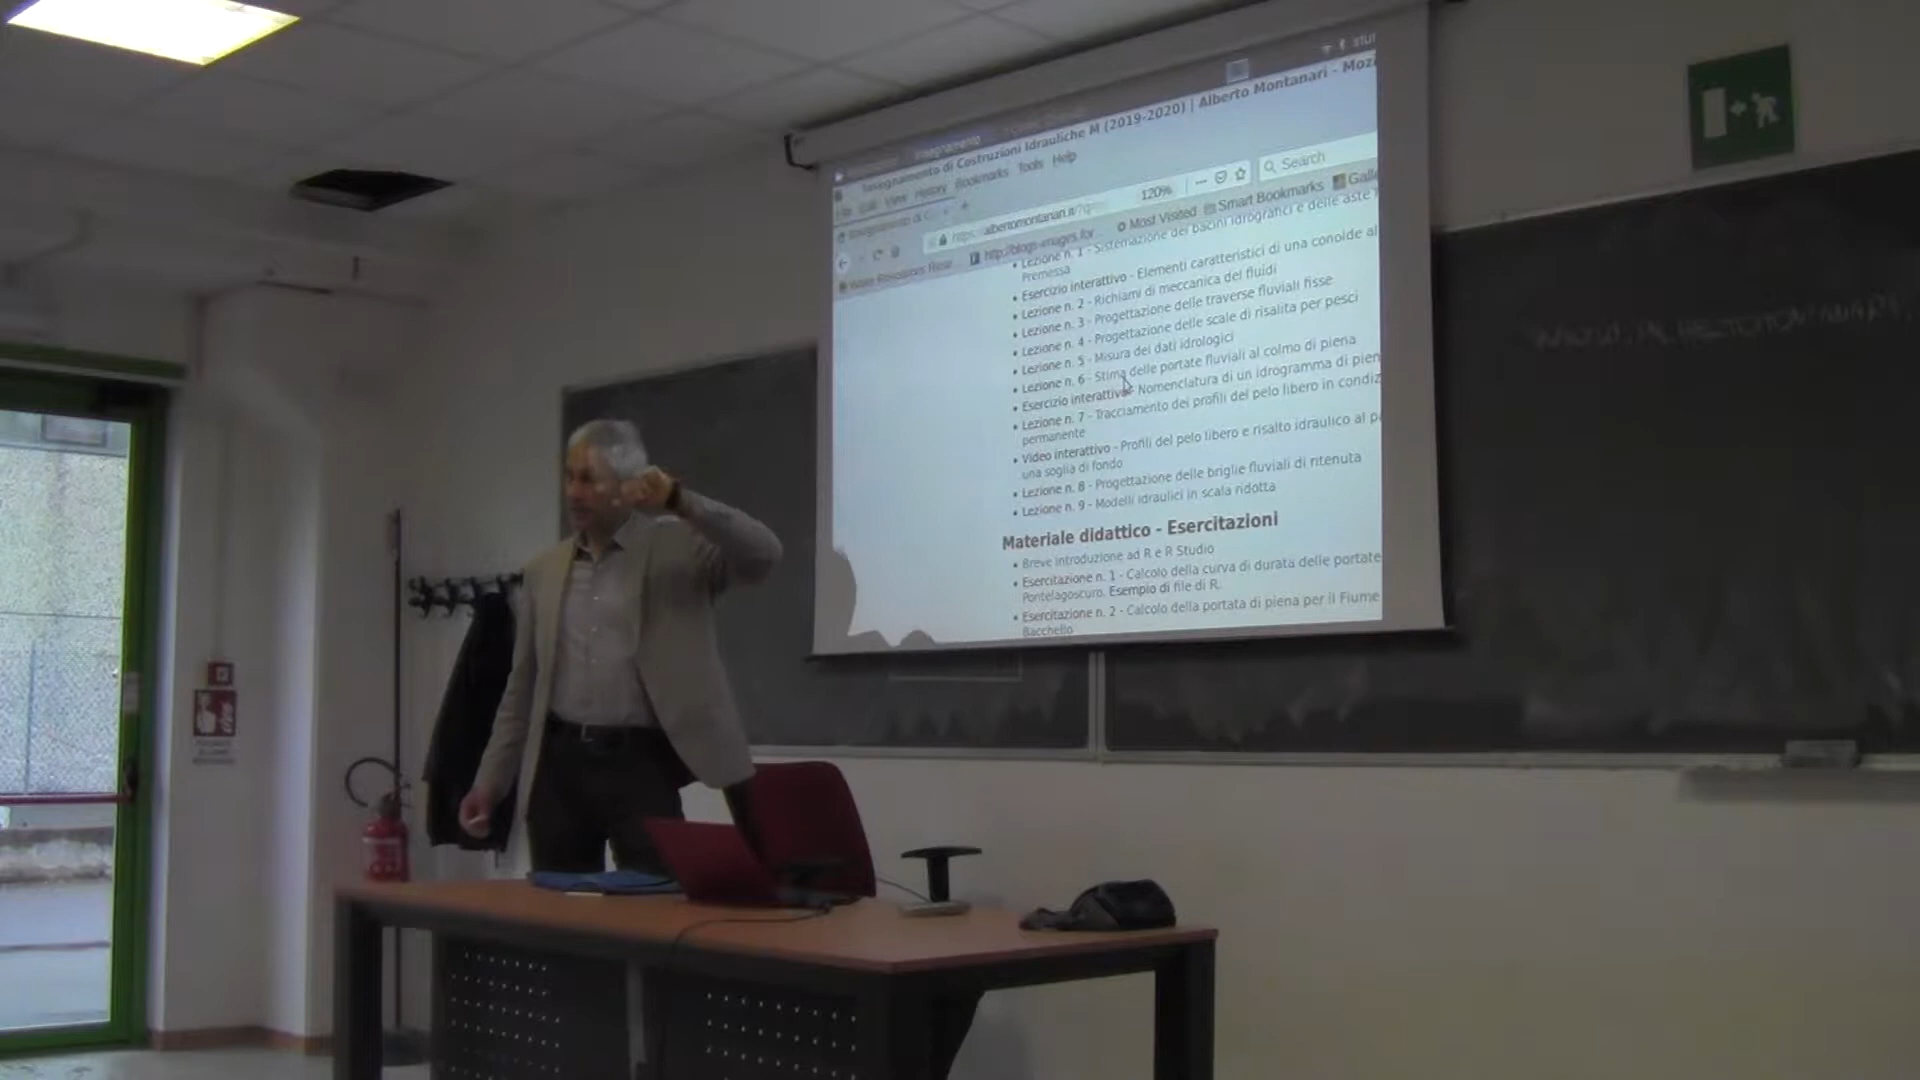 Insegnamento di Costruzioni Idrauliche M (2019-2020) | Alberto Montanari - Mozi
View History Bookmarks Tools Help
120% Search
Most Visited Smart Bookmarks
http://blogs-images.for...
• Lezione n. 1 - Sistemazione dei bacini idrografici e delle aste
Premessa
• Esercizio interattivo - Elementi caratteristici di una conoide al
• Lezione n. 2 - Richiami di meccanica dei fluidi
• Lezione n. 3 - Progettazione delle traverse fluviali fisse
• Lezione n. 4 - Progettazione delle scale di risalita per pesci
• Lezione n. 5 - Misura dei dati idrologici
• Lezione n. 6 - Stima delle portate fluviali al colmo di piena
• Esercizio interattivo - Nomenclatura di un idrogramma di pien
• Lezione n. 7 - Tracciamento dei profili del pelo libero in condiz
permanente
• Video interattivo - Profili del pelo libero e risalto idraulico al p
una soglia di fondo
• Lezione n. 8 - Progettazione delle briglie fluviali di ritenuta
• Lezione n. 9 - Modelli idraulici in scala ridotta
Materiale didattico - Esercitazioni
• Breve introduzione ad R e R Studio
• Esercitazione n. 1 - Calcolo della curva di durata delle portate
Pontelagoscuro. Esempio di file di R.
• Esercitazione n. 2 - Calcolo della portata di piena per il Fiume
Bacchello